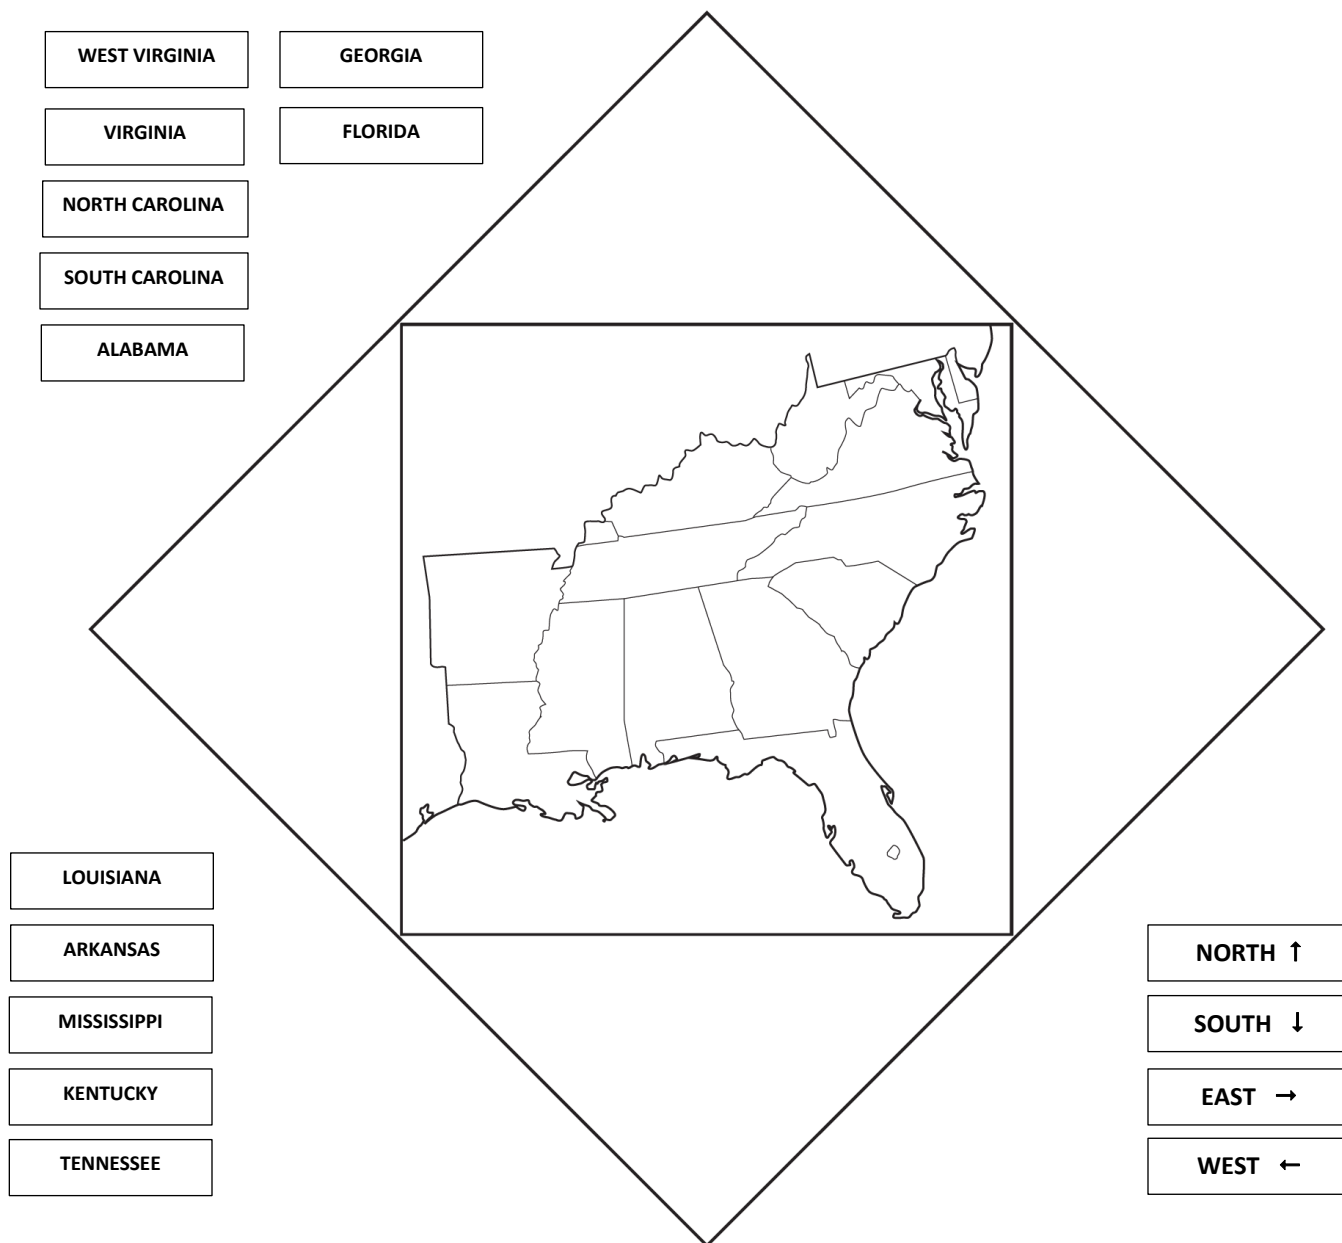 WEST VIRGINIA
GEORGIA
VIRGINIA
FLORIDA
NORTH CAROLINA
SOUTH CAROLINA
ALABAMA
LOUISIANA
ARKANSAS
MISSISSIPPI
KENTUCKY
TENNESSEE
NORTH ↑
SOUTH ↓
EAST →
WEST ←